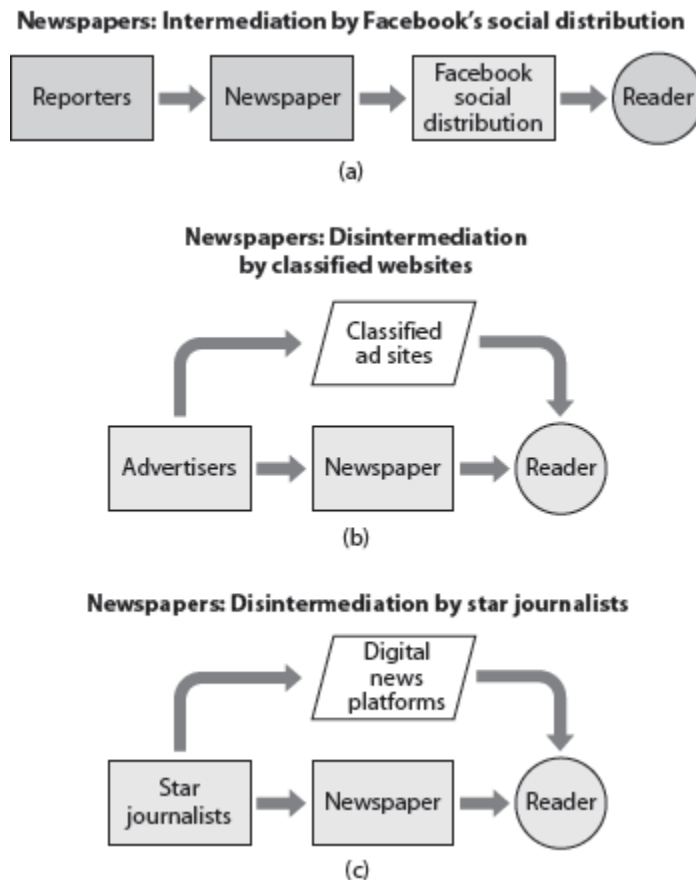 Newspapers: Intermediation by Facebook's social distribution
Reporters
Newspaper
Facebook
social
distribution
Reader
(a)
Newspapers: Disintermediation
by classified websites
Classified
ad sites
Advertisers
Newspaper
Reader
(b)
Newspapers: Disintermediation by star journalists
Digital
news
platforms
Star
journalists
Newspaper
Reader
(c)